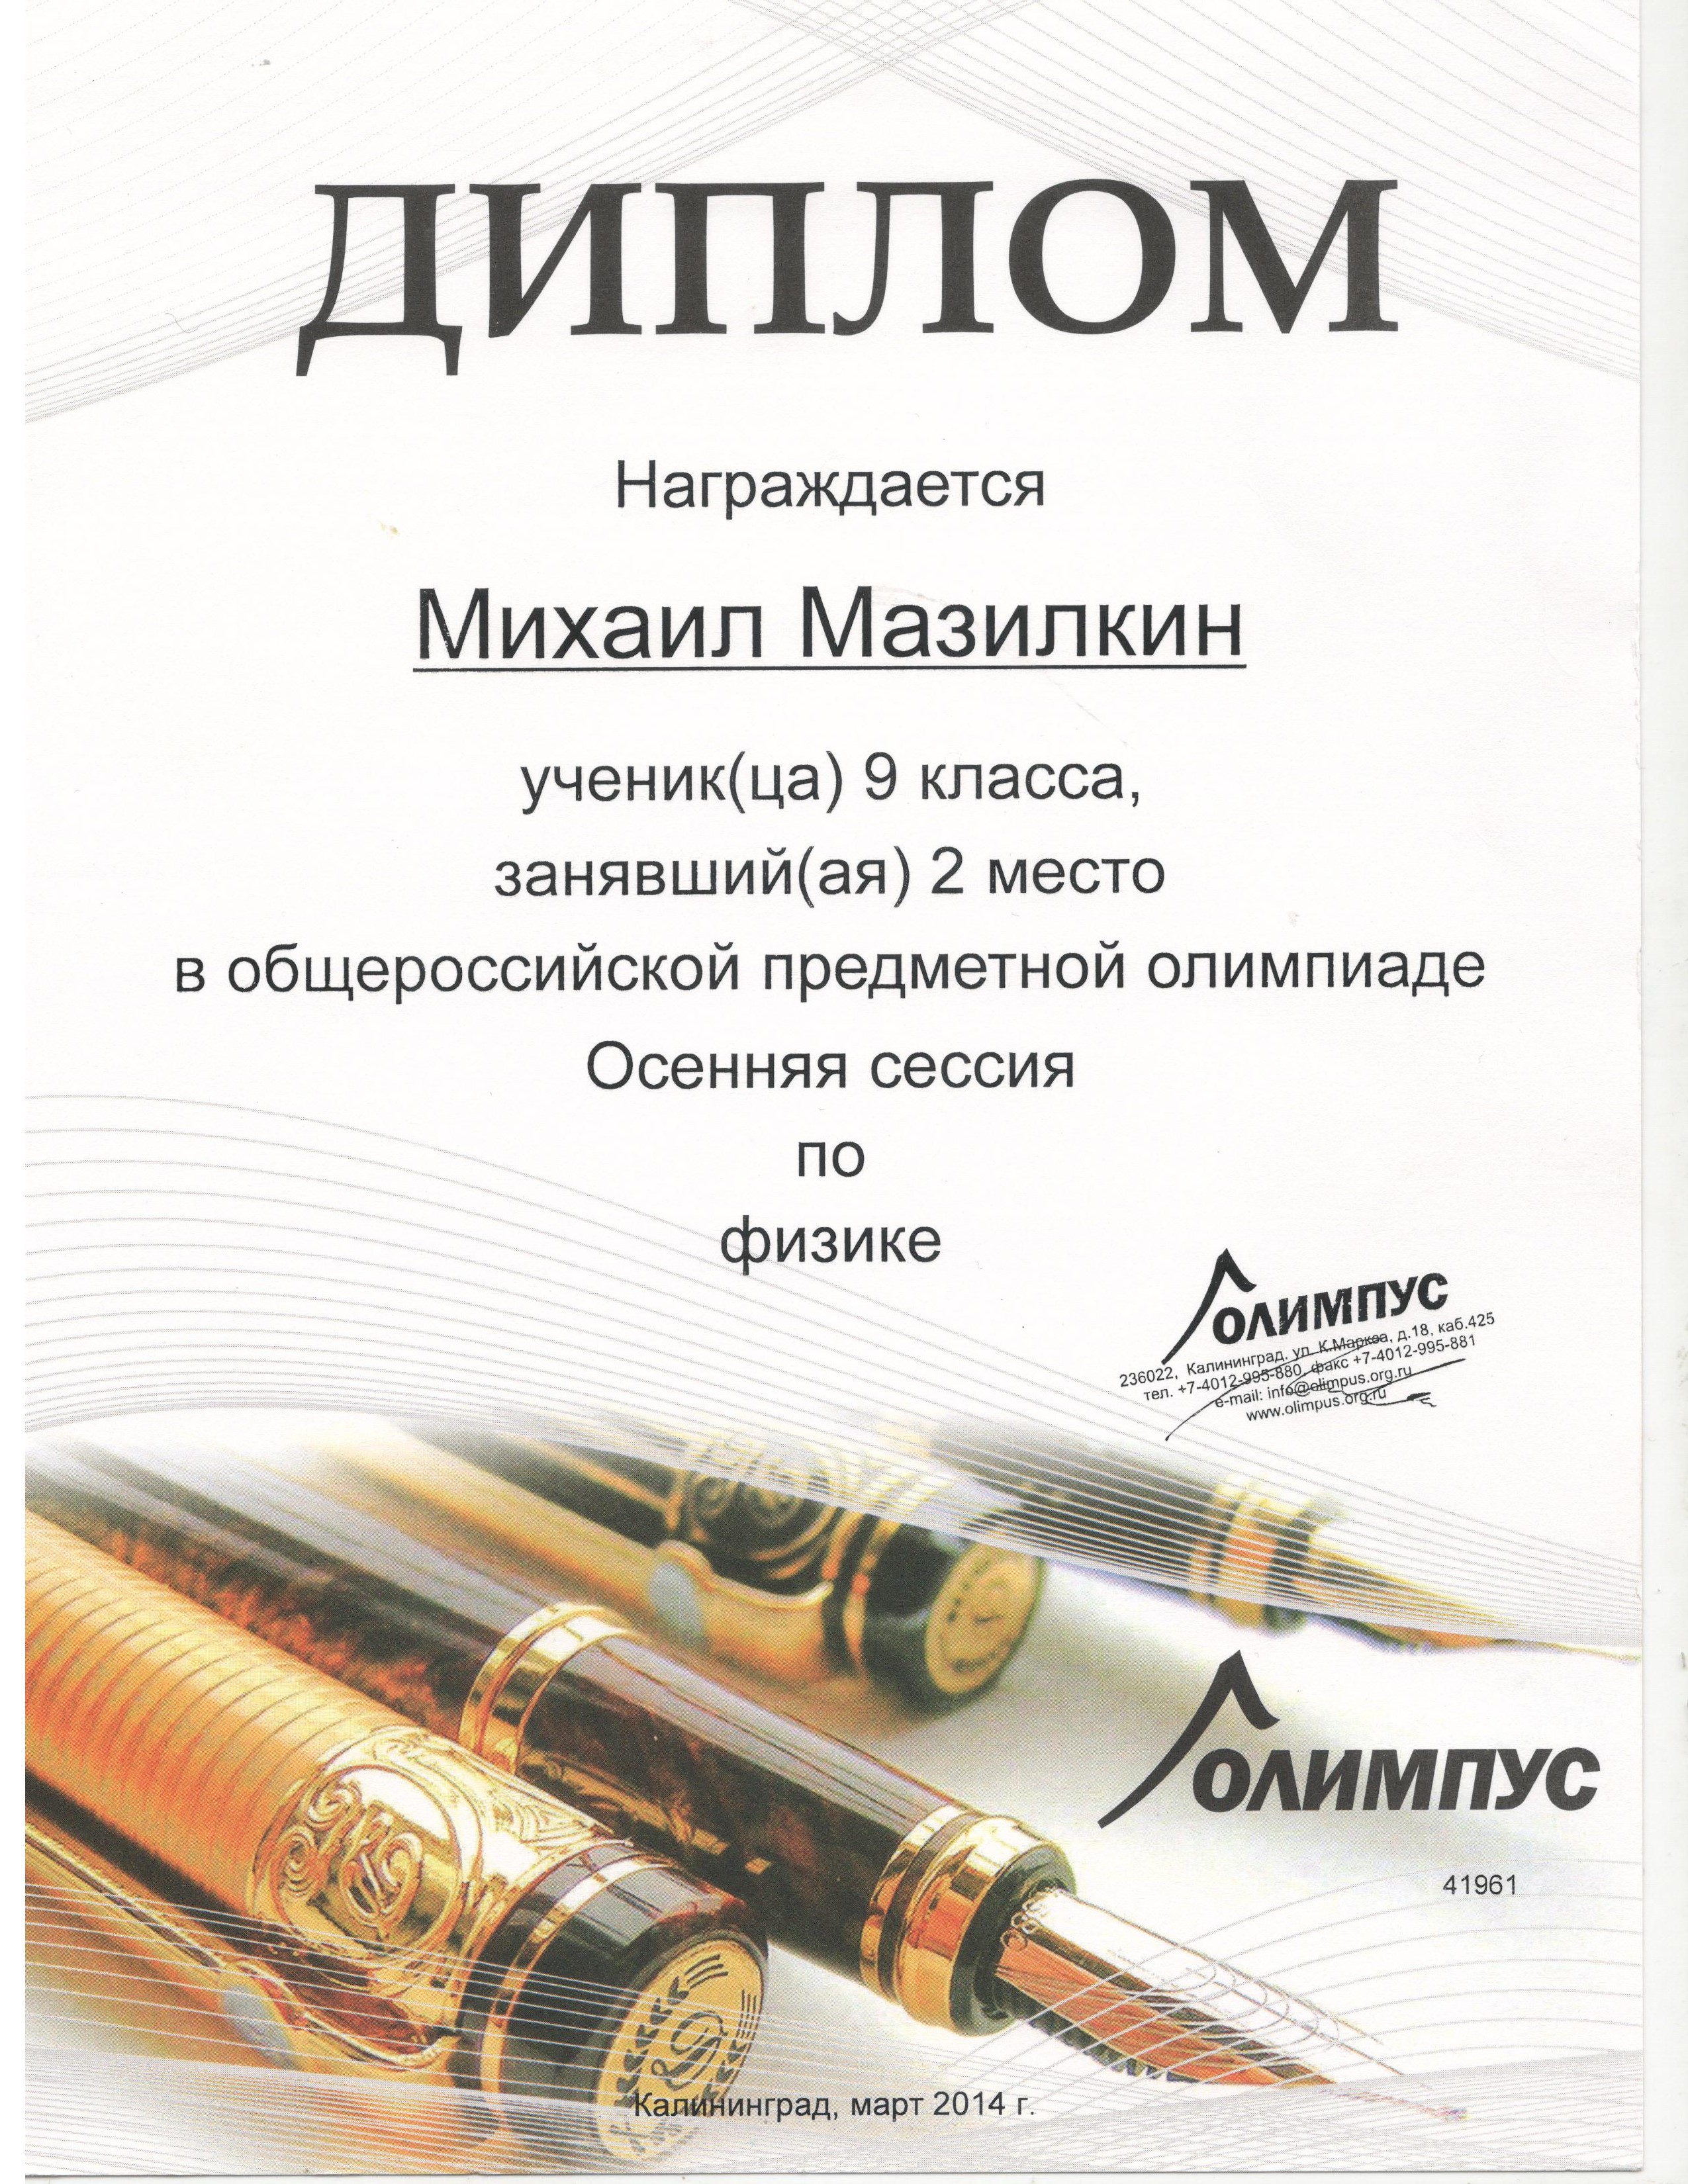 ДИПЛОМ
Награждается
Михаил Мазилкин
ученик(ца) 9 класса,
занявший(ая) 2 место
в общероссийской предметной олимпиаде
Осенняя сессия
по
физике
ОЛИМПУС
236022, Калининград, ул. К.Маркса, д.18, каб.425
тел. +7-4012-995-880, факс +7-4012-995-881
e-mail: info@olimpus.org.ru
www.olimpus.org.ru
ОЛИМПУС
41961
Калининград, март 2014 г.